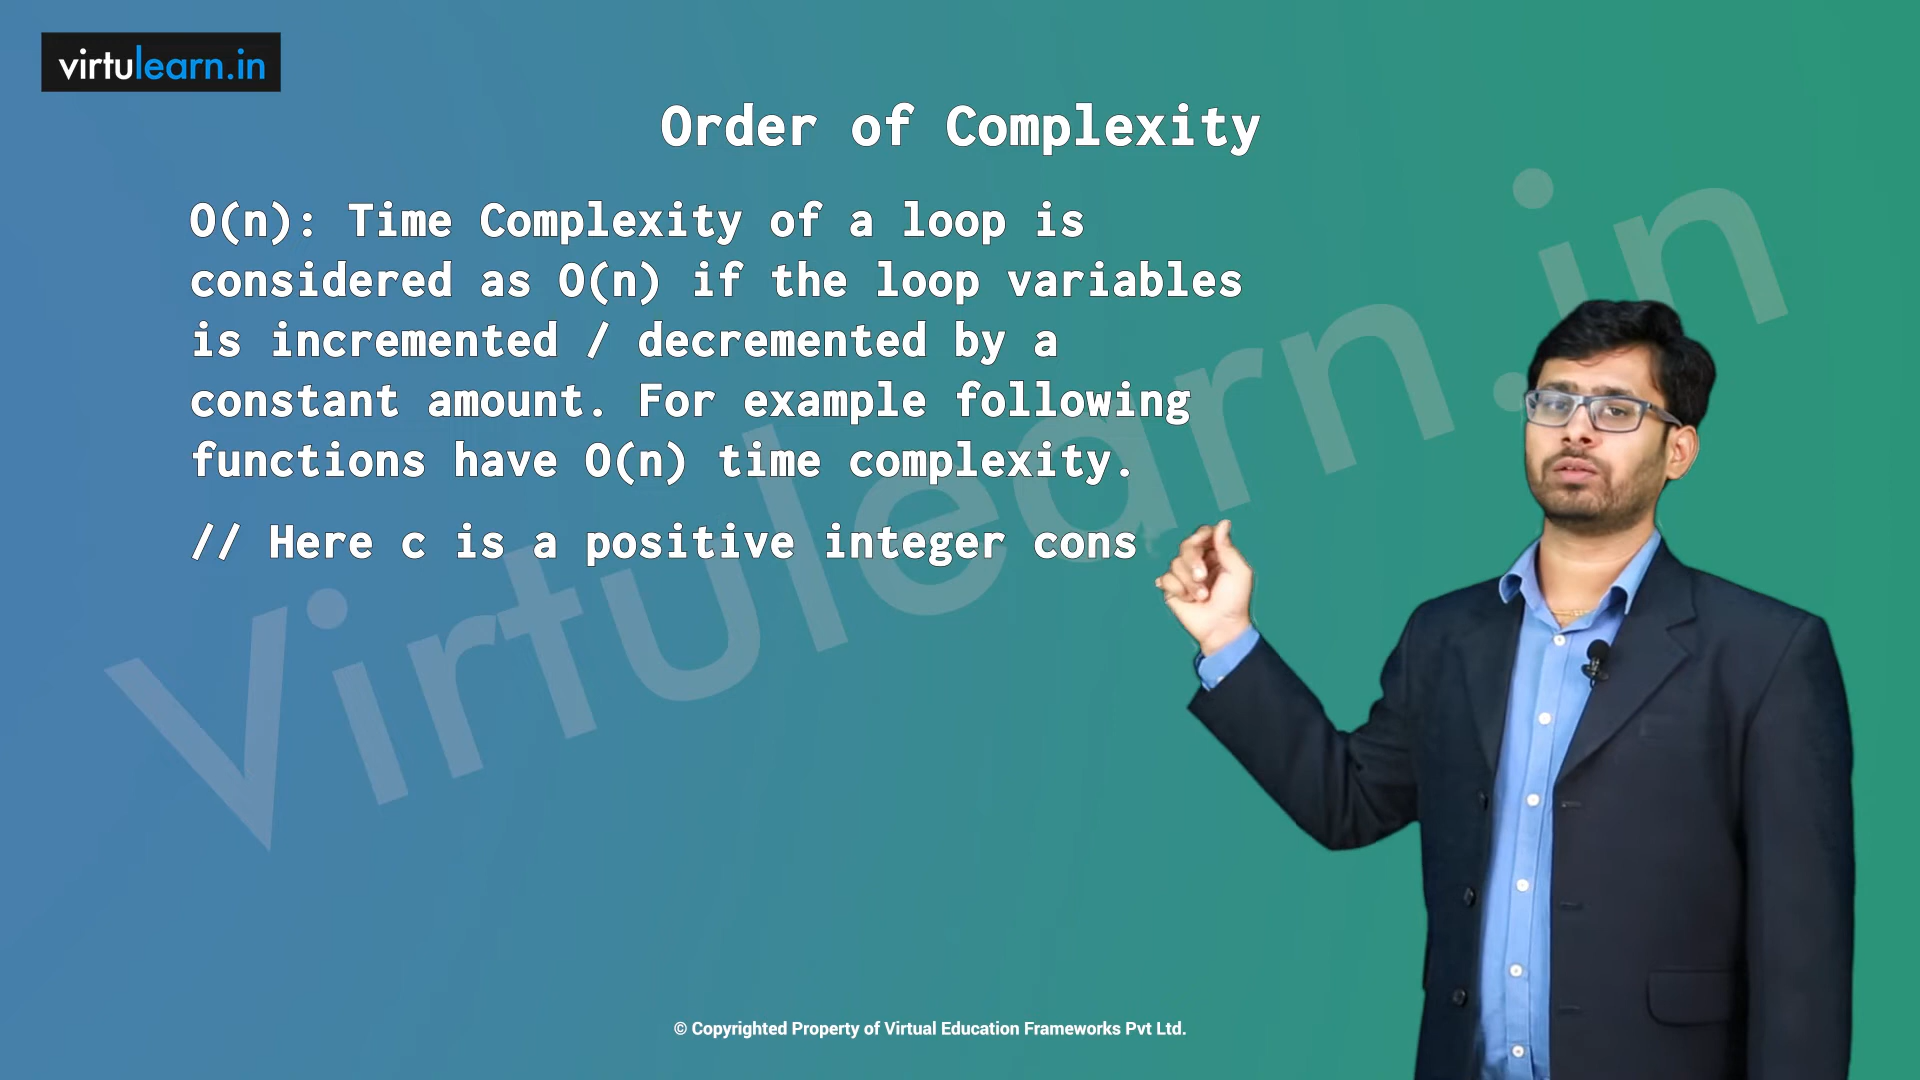 virtulearn.in
Order of Complexity
O(n): Time Complexity of a loop is
considered as O(n) if the loop variables
is incremented / decremented by a
constant amount. For example following
functions have O(n) time complexity.
// Here c is a positive integer cons
Virtulearn.in
© Copyrighted Property of Virtual Education Frameworks Pvt Ltd.